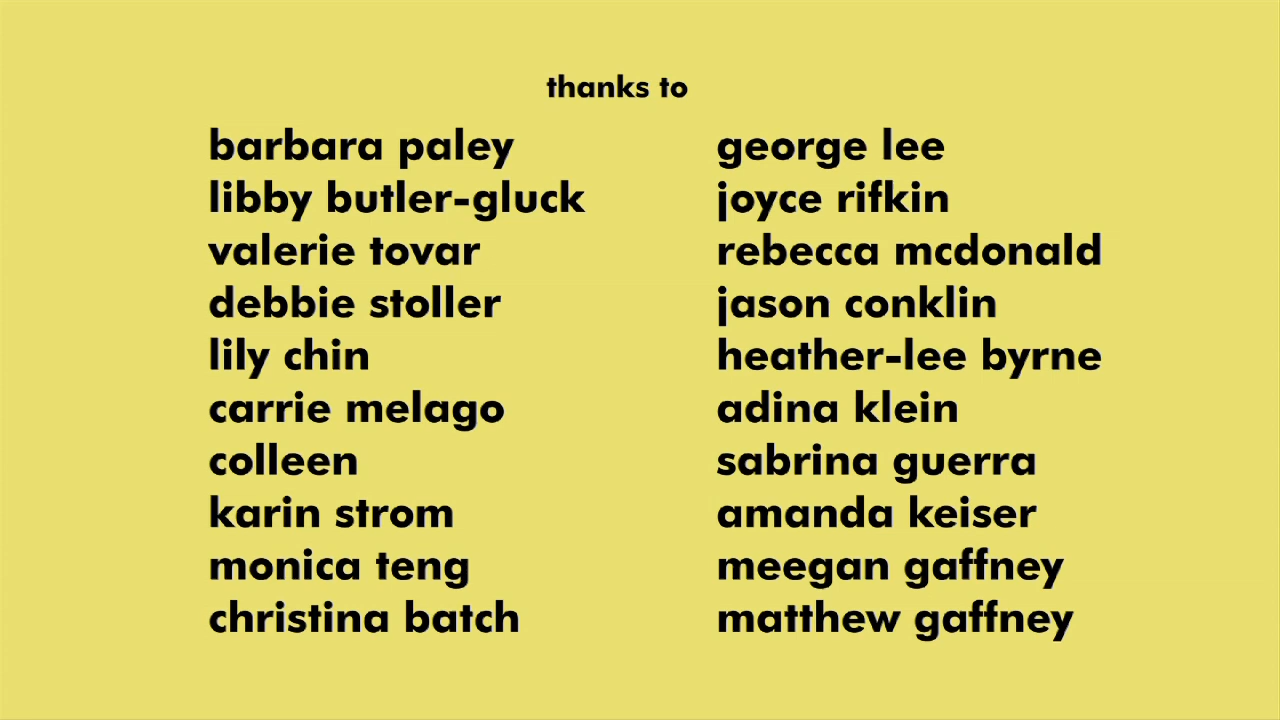 thanks to
barbara paley
libby butler-gluck
valerie tovar
debbie stoller
lily chin
carrie melago
colleen
karin strom
monica teng
christina batch
george lee
joyce rifkin
rebecca mcdonald
jason conklin
heather-lee byrne
adina klein
sabrina guerra
amanda keiser
meegan gaffney
matthew gaffney